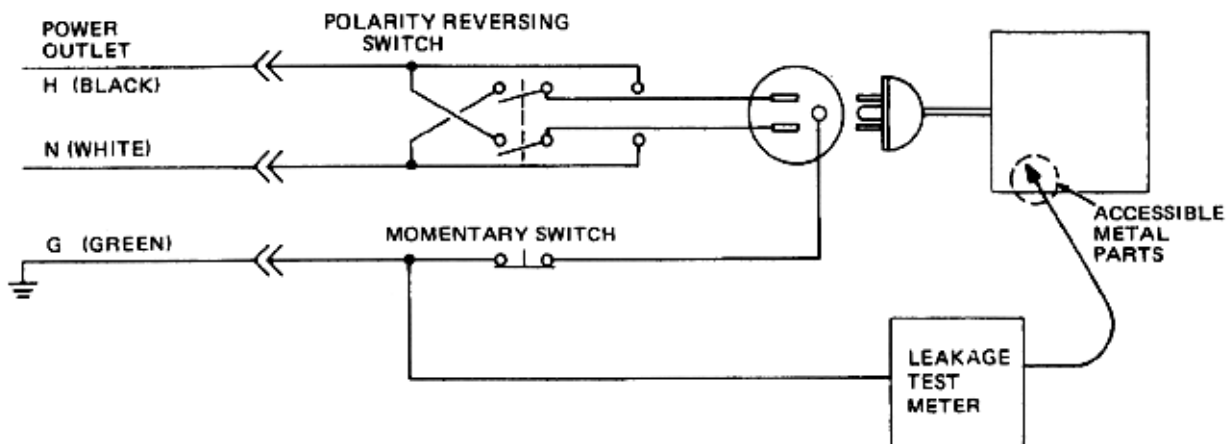 POWER
OUTLET
POLARITY REVERSING
SWITCH
H (BLACK)
N (WHITE)
G (GREEN)
MOMENTARY SWITCH
ACCESSIBLE
METAL
PARTS
LEAKAGE
TEST
METER